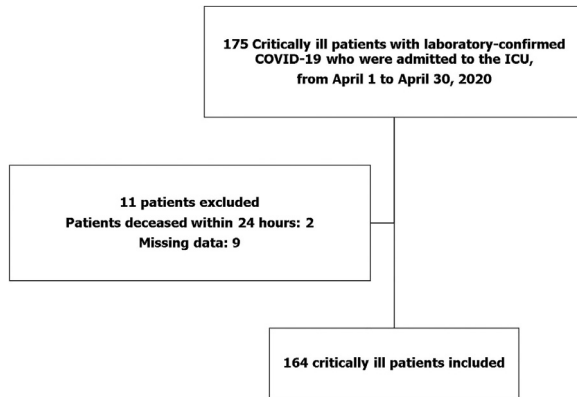 175 Critically ill patients with laboratory-confirmed
COVID-19 who were admitted to the ICU,
from April 1 to April 30, 2020
11 patients excluded
Patients deceased within 24 hours: 2
Missing data: 9
164 critically ill patients included